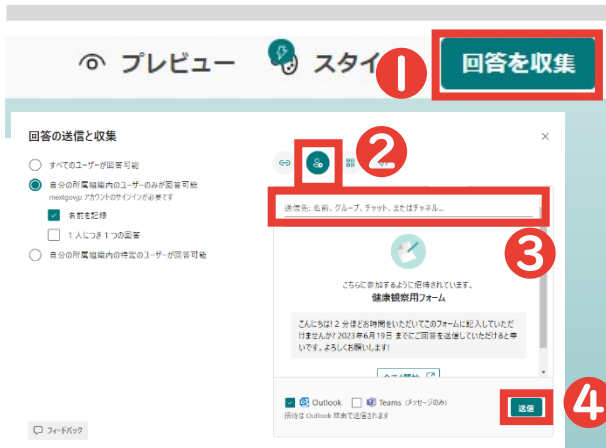 プレビュー
スタイ
1
回答を収集
回答の送信と収集
2
すべてのユーザーが回答可能
自分の所属組織内のユーザーのみが回答可能
nextgovjp アカウントのサインインが必要です
名前を記録
1 人につき 1 つの回答
自分の所属組織内の特定のユーザーが回答可能
送信先: 名前、グループ、チャット、またはチャネル...
3
こちらに参加するように招待されています。
健康観察用フォーム
こんにちは! 2 分ほどお時間をいただいてこのフォームに記入していただ
けませんか? 2023年6月19日 までにご回答を送信していただけると幸
いです。よろしくお願いします!
Outlook
Teams (メッセージのみ)
招待は Outlook 経由で送信されます
送信
4
フィードバック